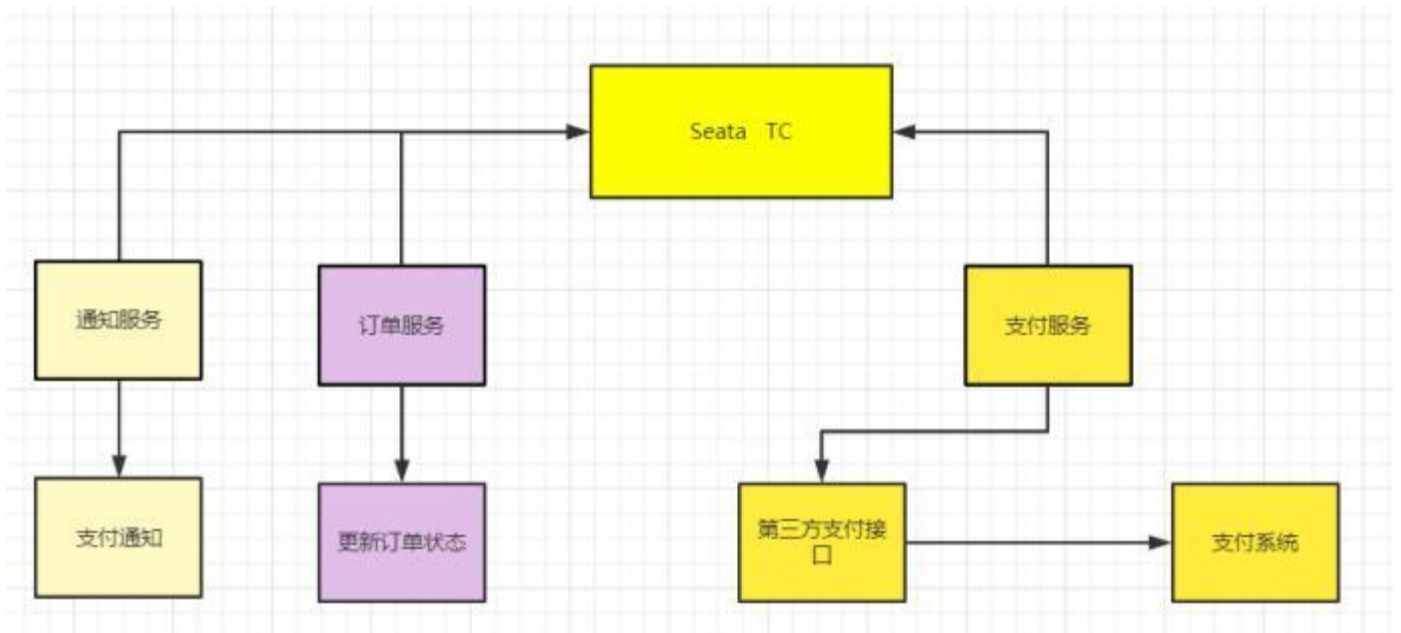 Seata TC
通知服务
订单服务
支付服务
支付通知
更新订单状态
第三方支付接
口
支付系统